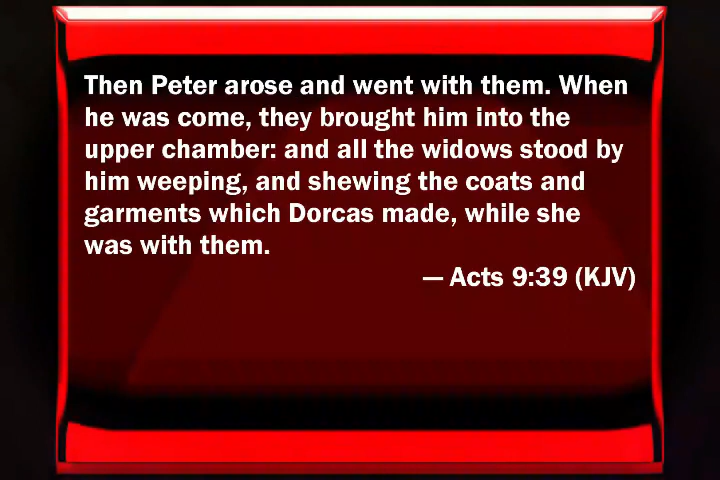 Then Peter arose and went with them. When
he was come, they brought him into the
upper chamber: and all the widows stood by
him weeping, and shewing the coats and
garments which Dorcas made, while she
was with them.
— Acts 9:39 (KJV)